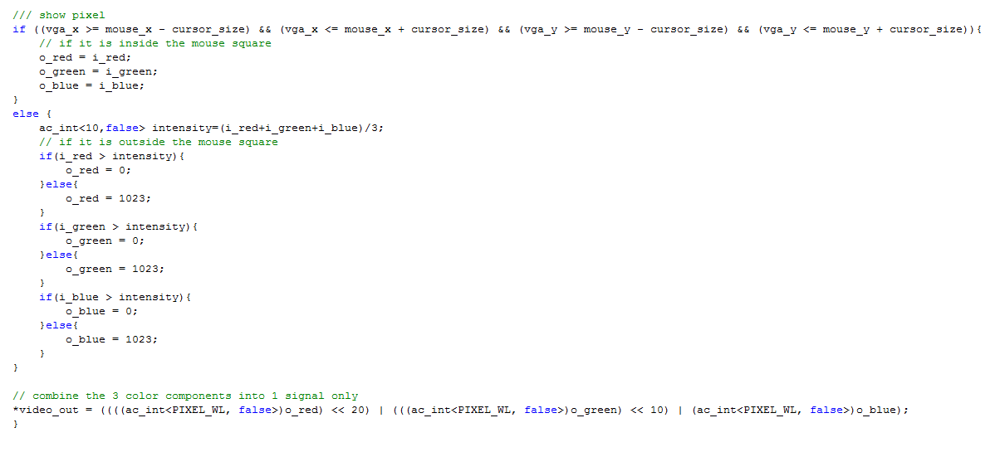 /// show pixel
if ((vga_x >= mouse_x - cursor_size) && (vga_x <= mouse_x + cursor_size) && (vga_y >= mouse_y - cursor_size) && (vga_y <= mouse_y + cursor_size)){
    // if it is inside the mouse square
    o_red = i_red;
    o_green = i_green;
    o_blue = i_blue;
}
else {
    ac_int<10,false> intensity=(i_red+i_green+i_blue)/3;
    // if it is outside the mouse square
    if(i_red > intensity){
        o_red = 0;
    }else{
        o_red = 1023;
    }
    if(i_green > intensity){
        o_green = 0;
    }else{
        o_green = 1023;
    }
    if(i_blue > intensity){
        o_blue = 0;
    }else{
        o_blue = 1023;
    }
}

// combine the 3 color components into 1 signal only
*video_out = ((((ac_int<PIXEL_WL, false>)o_red) << 20) | (((ac_int<PIXEL_WL, false>)o_green) << 10) | (ac_int<PIXEL_WL, false>)o_blue);
}